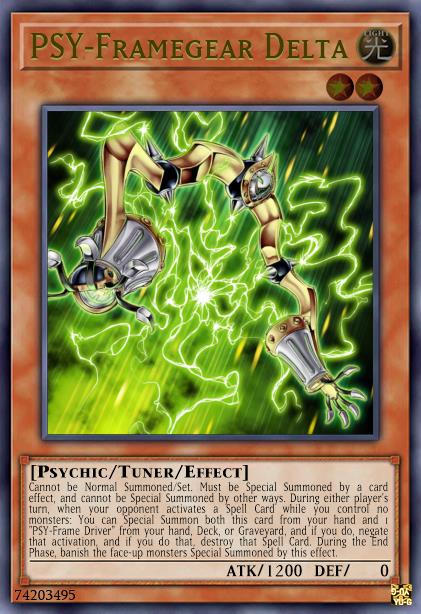 PSY-FRAMEGEAR DELTA
LIGHT
光
[PSYCHIC/TUNER/EFFECT]
Cannot be Normal Summoned/Set. Must be Special Summoned by a card
effect, and cannot be Special Summoned by other ways. During either player's
turn, when your opponent activates a Spell Card while you control no
monsters: You can Special Summon both this card from your hand and 1
"PSY-Frame Driver" from your hand, Deck, or Graveyard, and if you do, negate
that activation, and if you do that, destroy that Spell Card. During the End
Phase, banish the face-up monsters Special Summoned by this effect.
ATK/1200 DEF/ 0
74203495